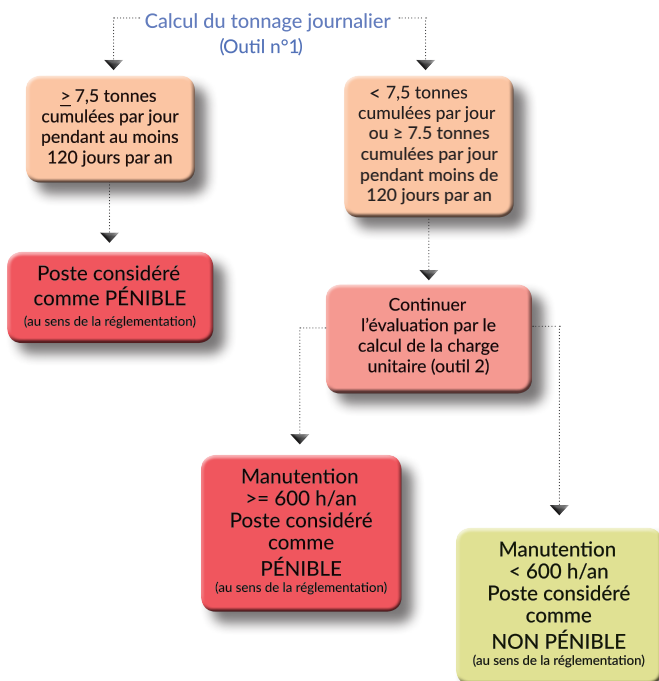 Calcul du tonnage journalier
(Outil n°1)
≥ 7,5 tonnes
cumulées par jour
pendant au moins
120 jours par an
< 7,5 tonnes
cumulées par jour
ou ≥ 7.5 tonnes
cumulées par jour
pendant moins de
120 jours par an
Poste considéré
comme PÉNIBLE
(au sens de la réglementation)
Continuer
l’évaluation par le
calcul de la charge
unitaire (outil 2)
Manutention
>= 600 h/an
Poste considéré
comme
PÉNIBLE
(au sens de la réglementation)
Manutention
< 600 h/an
Poste considéré
comme
NON PÉNIBLE
(au sens de la réglementation)